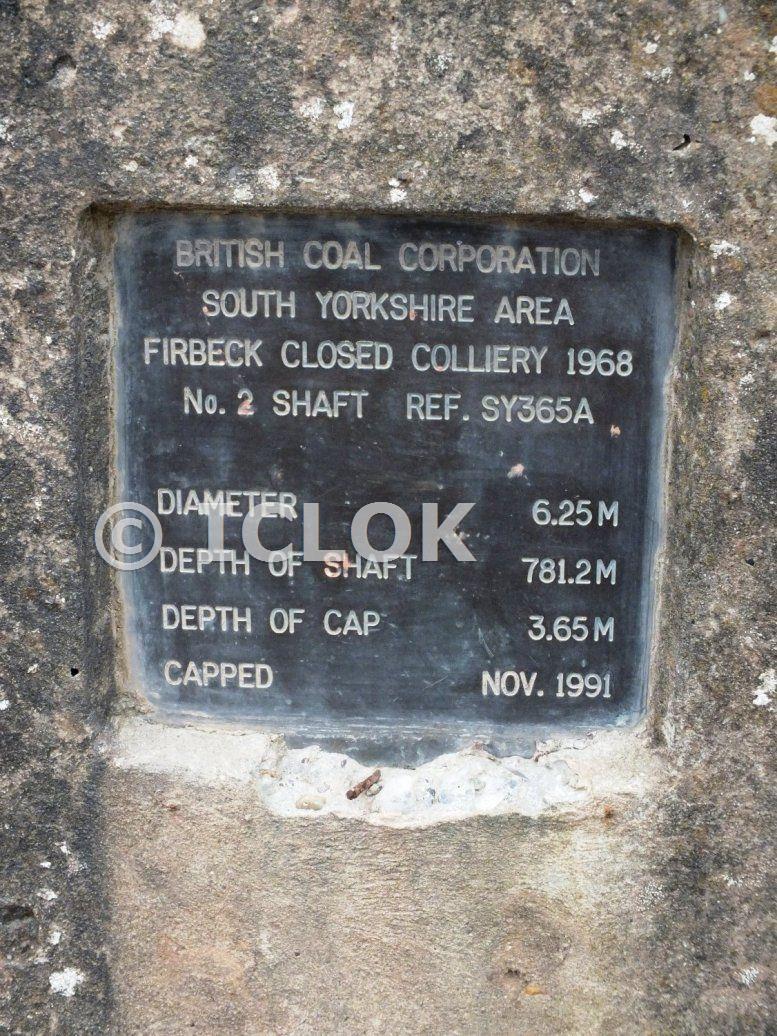 BRITISH COAL CORPORATION
SOUTH YORKSHIRE AREA
FIRBECK CLOSED COLLIERY 1968
No. 2 SHAFT REF. SY365A
DIAMETER 6.25 M
© ICLOK
DEPTH OF SHAFT 781.2 M
DEPTH OF CAP 3.65 M
CAPPED NOV. 1991